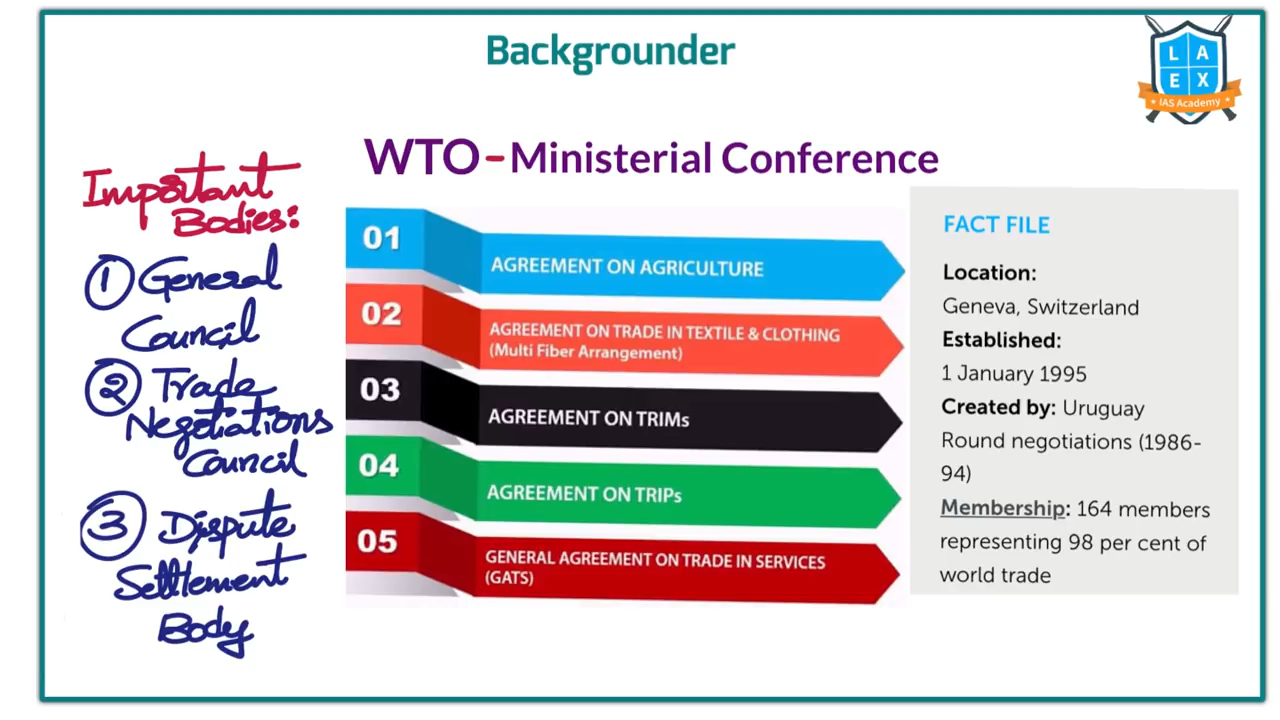 Backgrounder
L A
E X
IAS Academy
WTO-Ministerial Conference
Important
Bodies:
① General
Council
② Trade
Negotiations
Council
③ Dispute
Settlement
Body
01
AGREEMENT ON AGRICULTURE
02
AGREEMENT ON TRADE IN TEXTILE & CLOTHING
(Multi Fiber Arrangement)
03
AGREEMENT ON TRIMs
04
AGREEMENT ON TRIPs
05
GENERAL AGREEMENT ON TRADE IN SERVICES
(GATS)
FACT FILE
Location:
Geneva, Switzerland
Established:
1 January 1995
Created by: Uruguay
Round negotiations (1986-
94)
Membership: 164 members
representing 98 per cent of
world trade